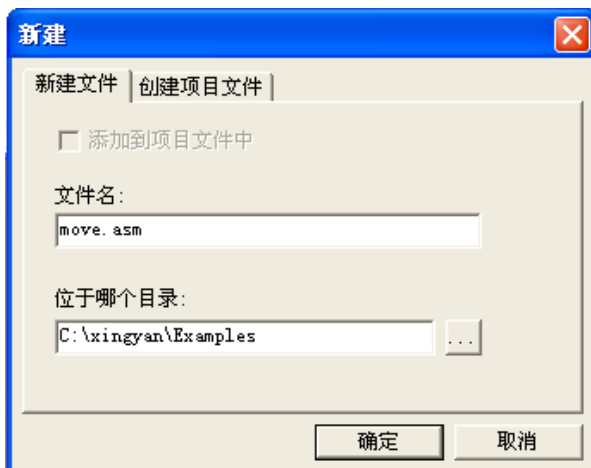 新建
新建文件 创建项目文件
添加到项目文件中
文件名:
move.asm
位于哪个目录:
C:\xingyan\Examples ...
确定 取消